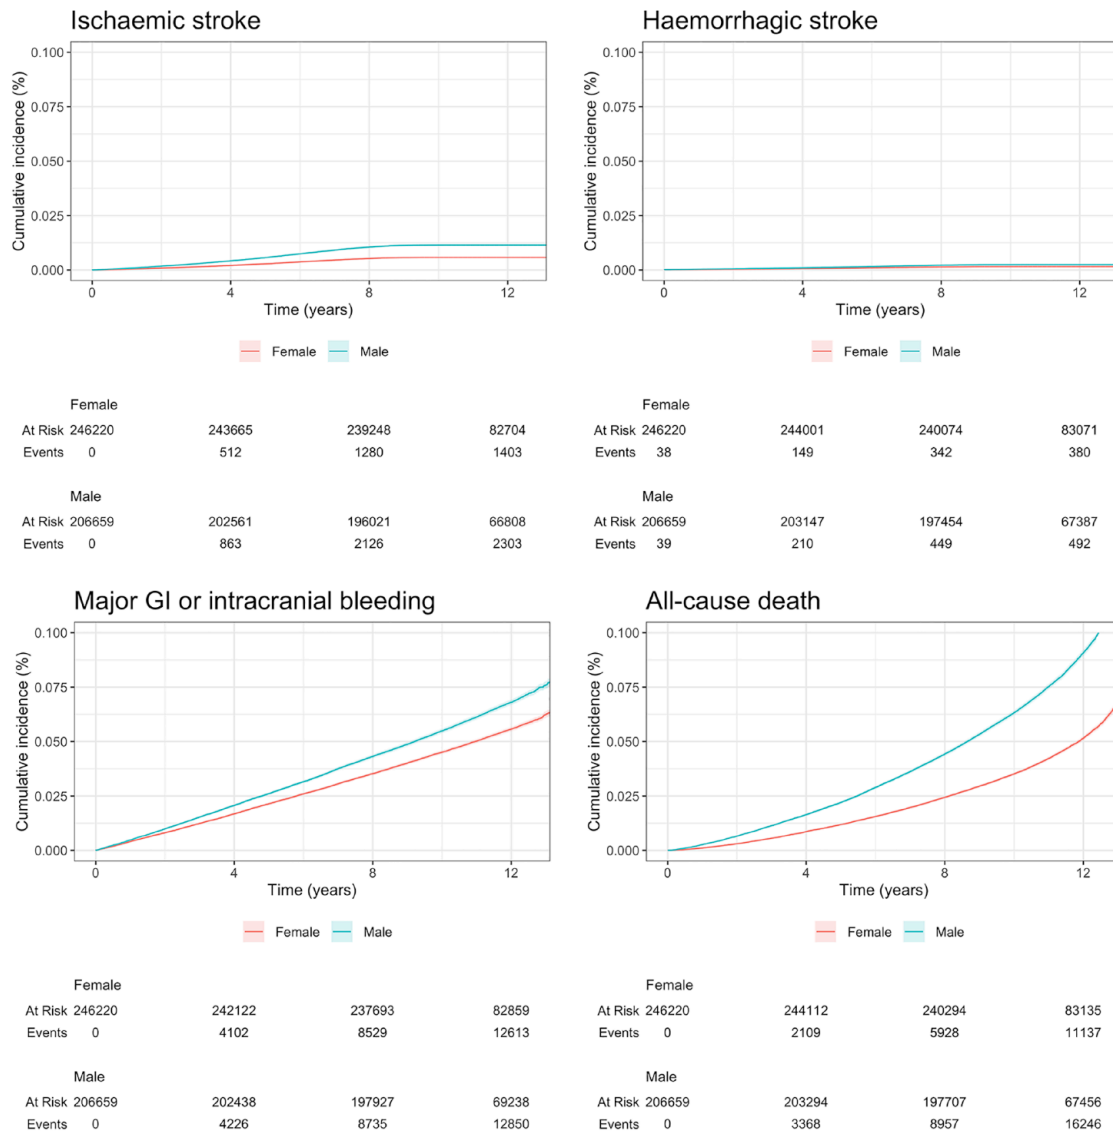 Ischaemic stroke
Cumulative incidence (%)
0.100
0.075
0.050
0.025
0.000
0 4 8 12
Time (years)
Female Male
Female
At Risk 246220 243665 239248 82704
Events 0 512 1280 1403
Male
At Risk 206659 202561 196021 66808
Events 0 863 2126 2303
Haemorrhagic stroke
Cumulative incidence (%)
0.100
0.075
0.050
0.025
0.000
0 4 8 12
Time (years)
Female Male
Female
At Risk 246220 244001 240074 83071
Events 38 149 342 380
Male
At Risk 206659 203147 197454 67387
Events 39 210 449 492
Major GI or intracranial bleeding
Cumulative incidence (%)
0.100
0.075
0.050
0.025
0.000
0 4 8 12
Time (years)
Female Male
Female
At Risk 246220 242122 237693 82859
Events 0 4102 8529 12613
Male
At Risk 206659 202438 197927 69238
Events 0 4226 8735 12850
All-cause death
Cumulative incidence (%)
0.100
0.075
0.050
0.025
0.000
0 4 8 12
Time (years)
Female Male
Female
At Risk 246220 244112 240294 83135
Events 0 2109 5928 11137
Male
At Risk 206659 203294 197707 67456
Events 0 3368 8957 16246